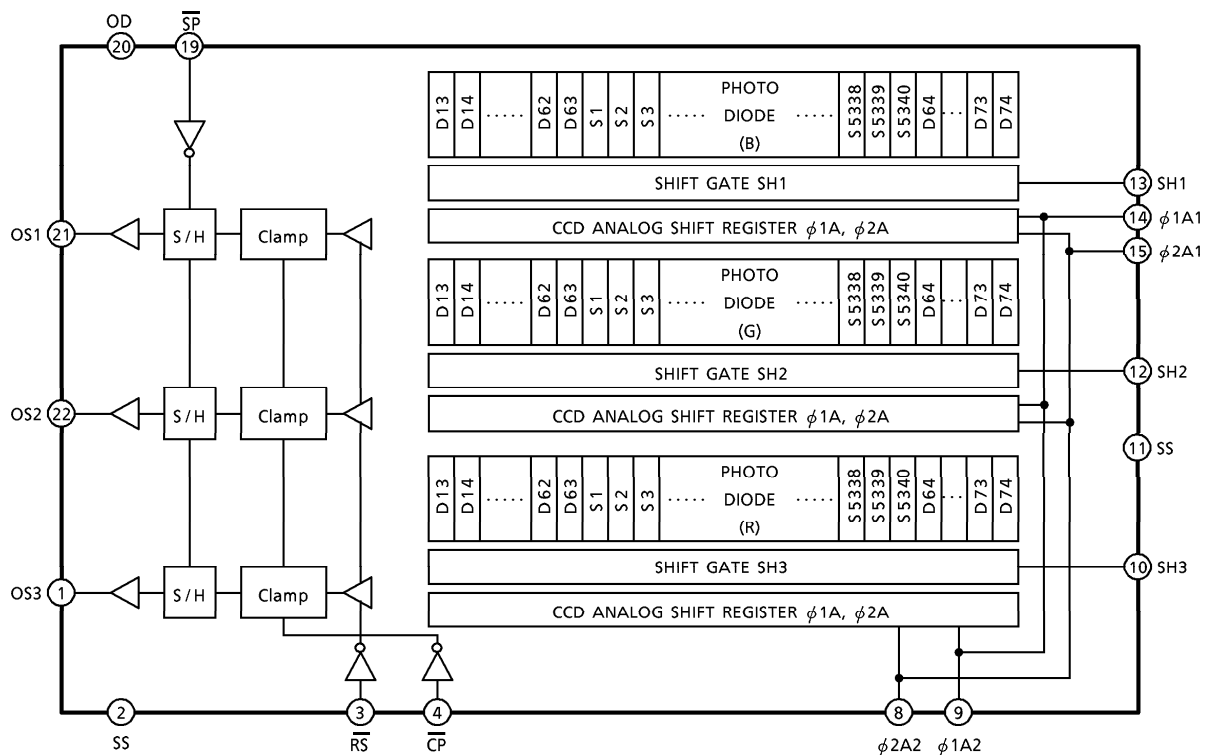 OD
S̅P̅
20
19
D13
D14
·····
D62
D63
S1
S2
S3
·····
PHOTO
DIODE
(B)
·····
S5338
S5339
S5340
D64
···
D73
D74
SHIFT GATE SH1
13 SH1
CCD ANALOG SHIFT REGISTER ϕ1A, ϕ2A
14 ϕ1A1
15 ϕ2A1
OS1 21
S/H
Clamp
D13
D14
·····
D62
D63
S1
S2
S3
·····
PHOTO
DIODE
(G)
·····
S5338
S5339
S5340
D64
···
D73
D74
SHIFT GATE SH2
12 SH2
OS2 22
S/H
Clamp
CCD ANALOG SHIFT REGISTER ϕ1A, ϕ2A
11 SS
D13
D14
·····
D62
D63
S1
S2
S3
·····
PHOTO
DIODE
(R)
·····
S5338
S5339
S5340
D64
···
D73
D74
SHIFT GATE SH3
10 SH3
OS3 1
S/H
Clamp
CCD ANALOG SHIFT REGISTER ϕ1A, ϕ2A
2
3
4
8
9
SS
R̅S̅
C̅P̅
ϕ2A2
ϕ1A2